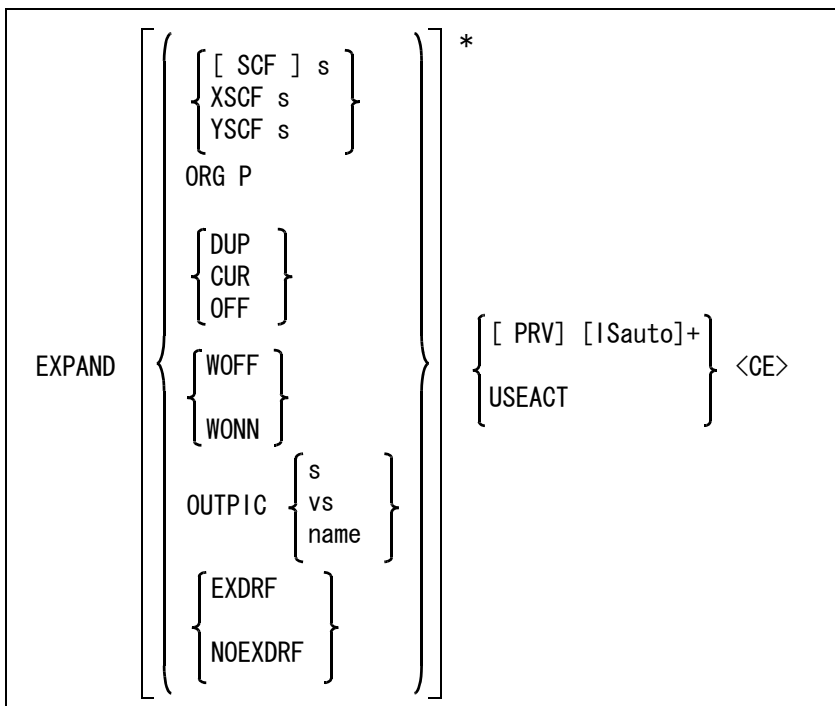 [ SCF ] s
XSCF s
YSCF s
*
ORG P
DUP
CUR
OFF
[ PRV] [ISauto]+
EXPAND
WOFF
<CE>
USEACT
WONN
s
OUTPIC
vs
name
EXDRF
NOEXDRF